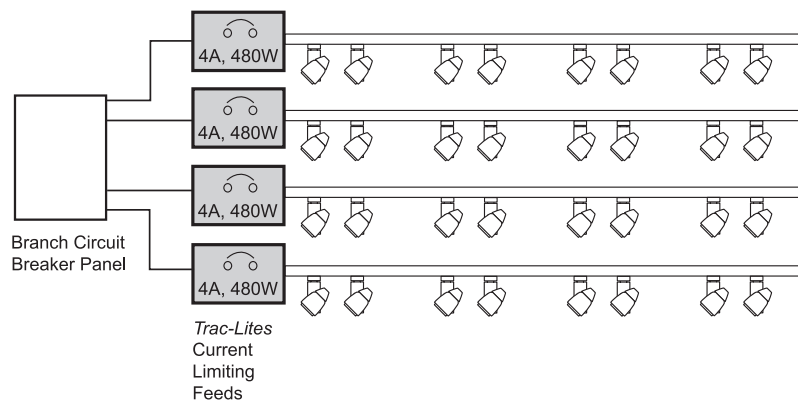 4A, 480W
4A, 480W
4A, 480W
4A, 480W
Branch Circuit
Breaker Panel
Trac-Lites
Current
Limiting
Feeds